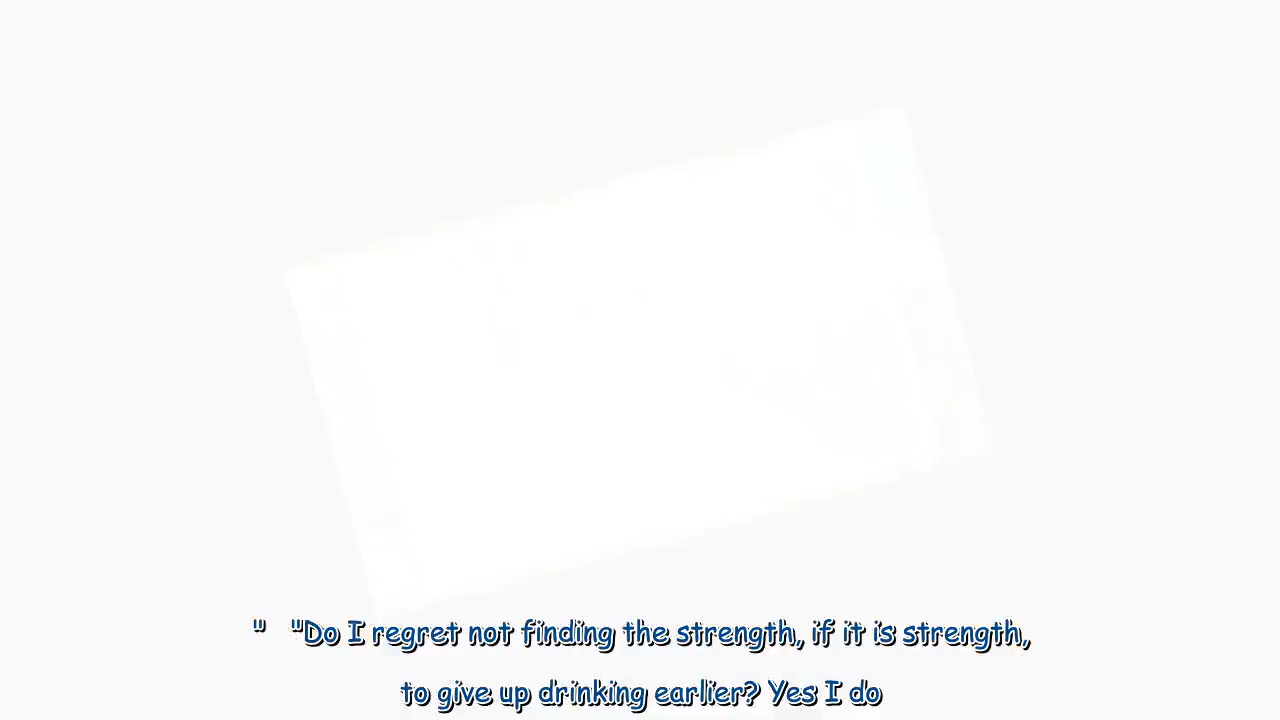 "  "Do I regret not finding the strength, if it is strength,
to give up drinking earlier? Yes I do